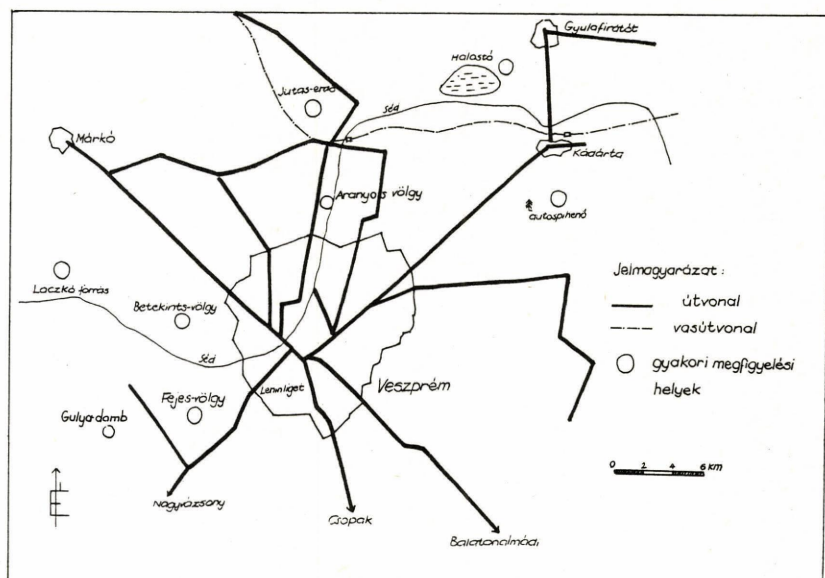 Gyulafirátót
Halastó
Jutas-erdő
Séd
Márkó
Kádárta
Aranyos völgy
autospihenő
Laczkó forrás
Jelmagyarázat:
útvonal
Betekints-völgy
vasútvonal
Séd
gyakori megfigyelési
helyek
Veszprém
Leninliget
Fejes-völgy
Gulya-domb
0 2 4 6 km
É
Nagyvázsony
Csopak
Balatonalmádi